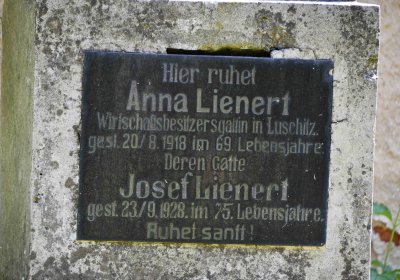 Hier ruhet
Anna Lienert
Wirtschaftsbesitzersgattin in Luschitz.
gest. 20/8. 1918 im 69. Lebensjahre.
Deren Gatte
Josef Lienert
gest. 23/9. 1928. im 75. Lebensjahre.
Ruhet sanft!